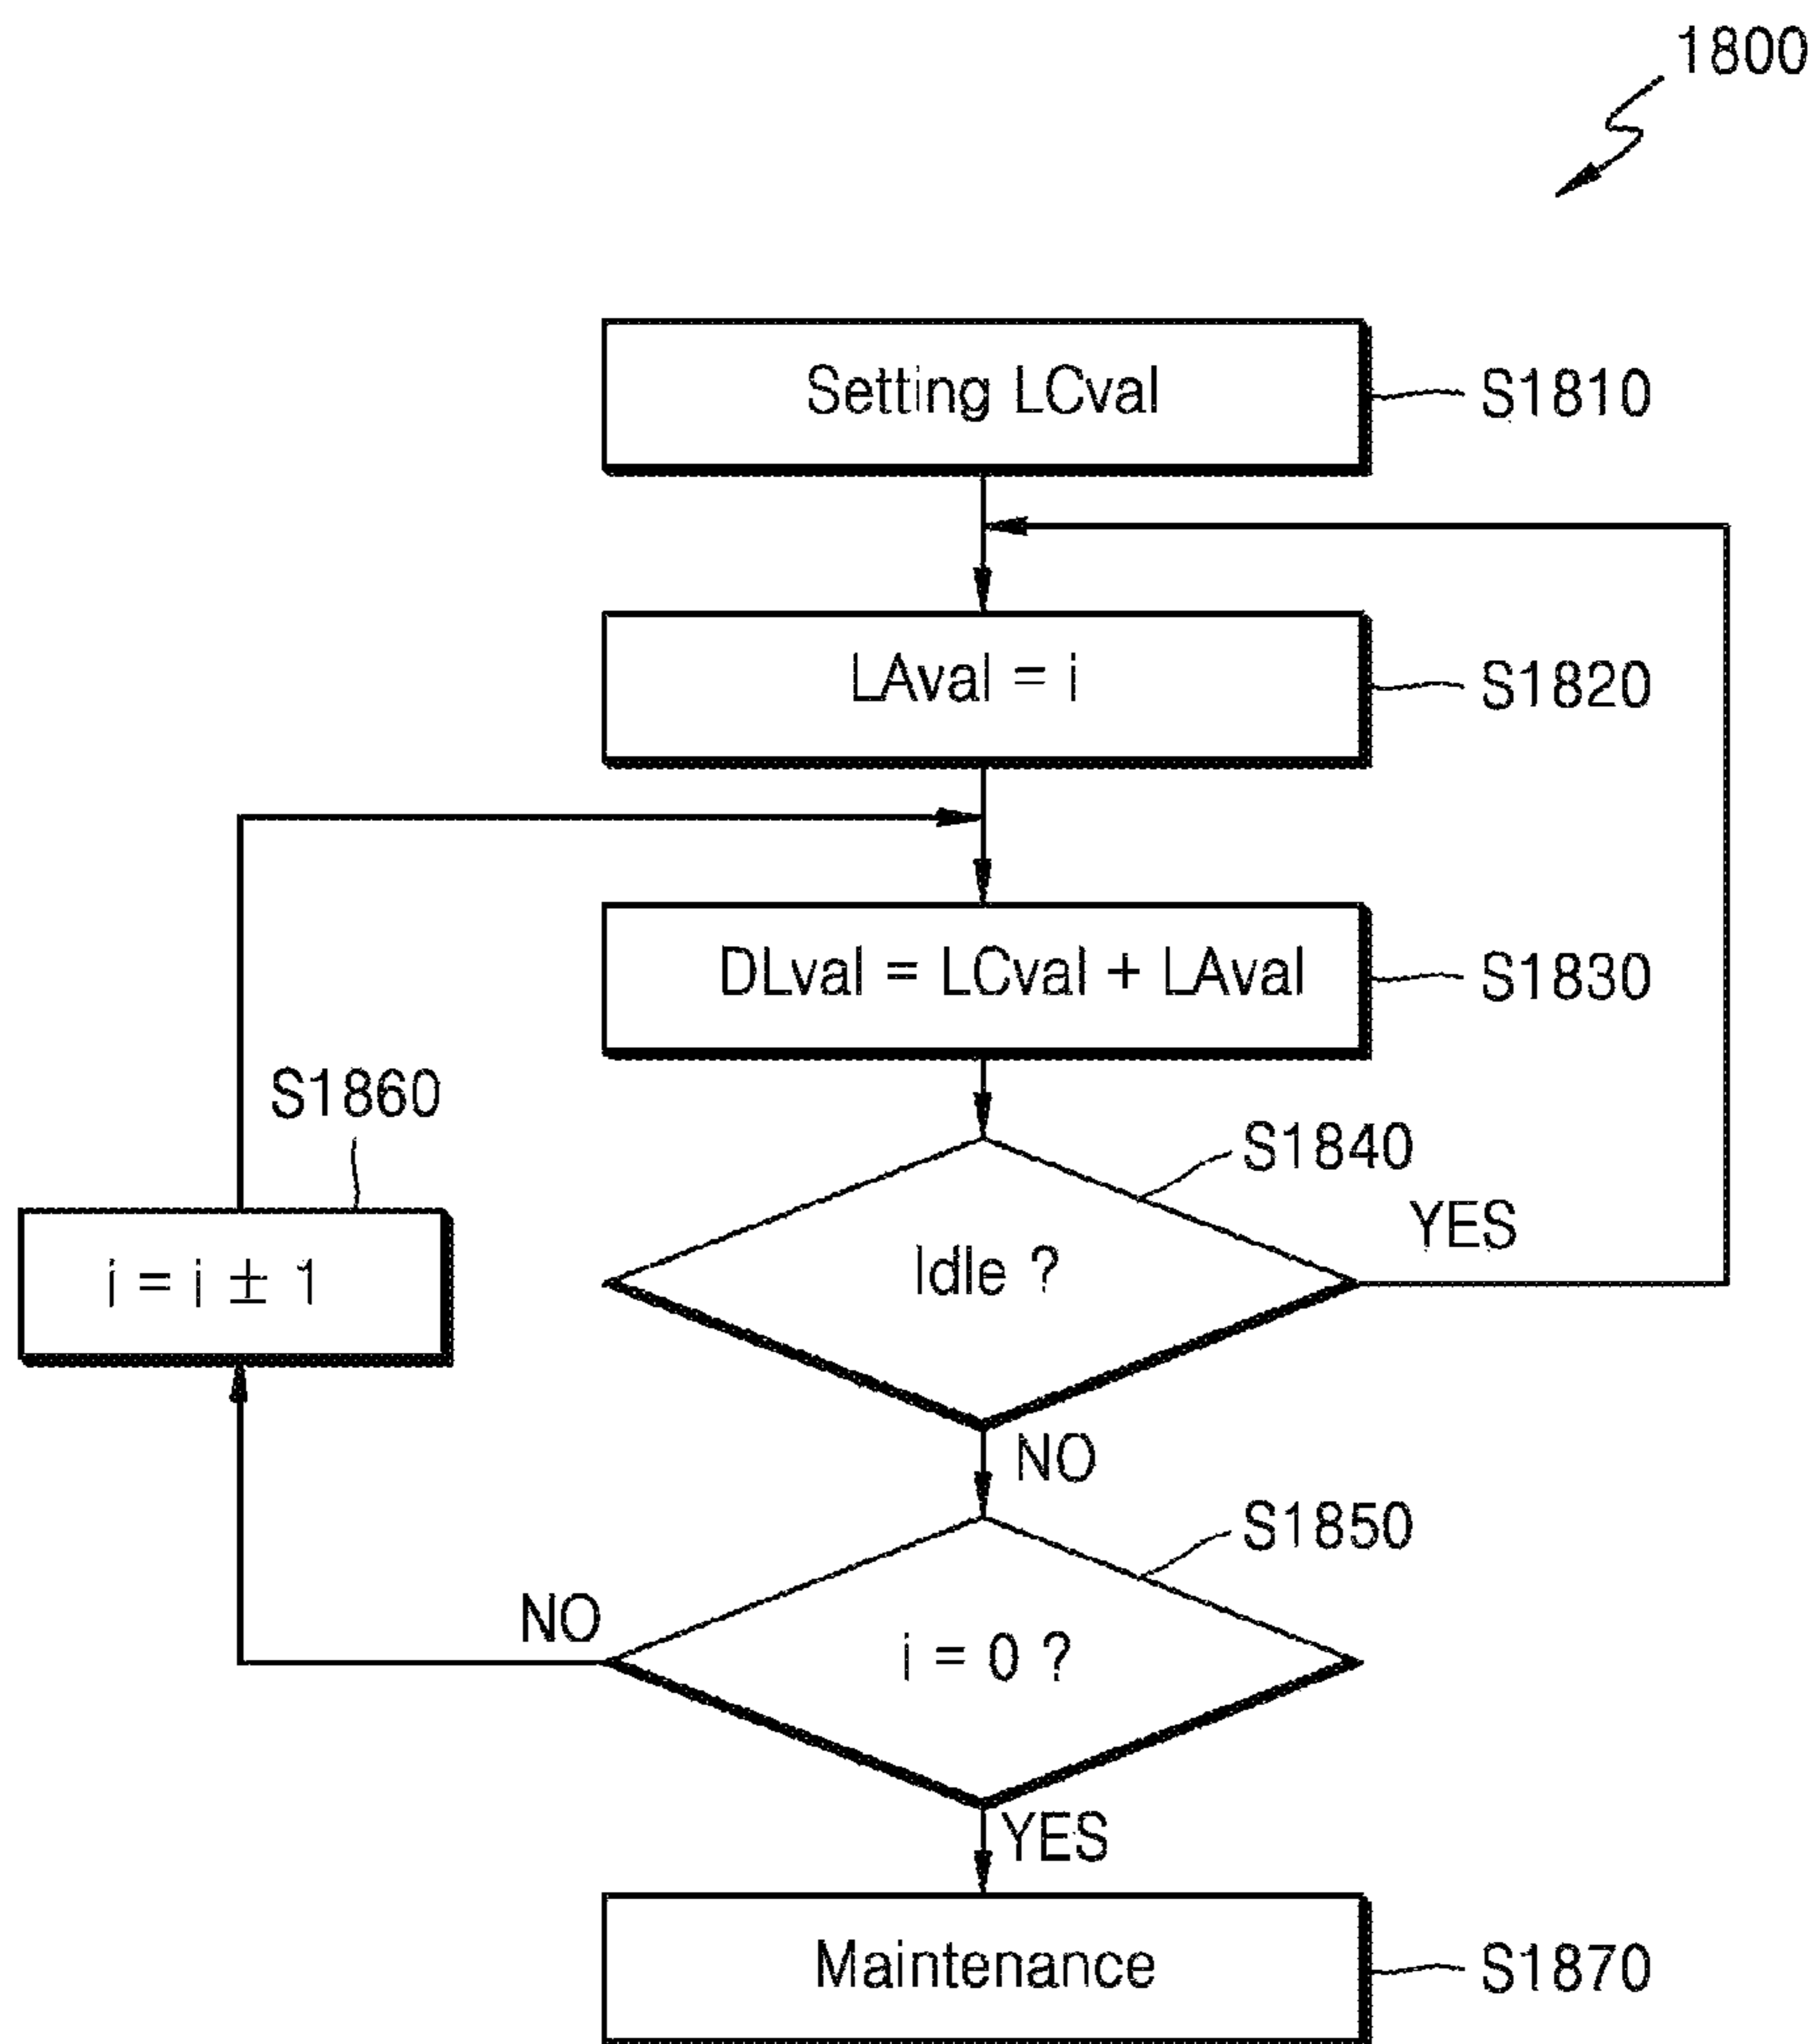 1800
Setting LCval
S1810
LAval = i
S1820
DLval = LCval + LAval
S1830
S1860
S1840
YES
i = i ± 1
Idle ?
NO
S1850
NO
i = 0 ?
YES
Maintenance
S1870